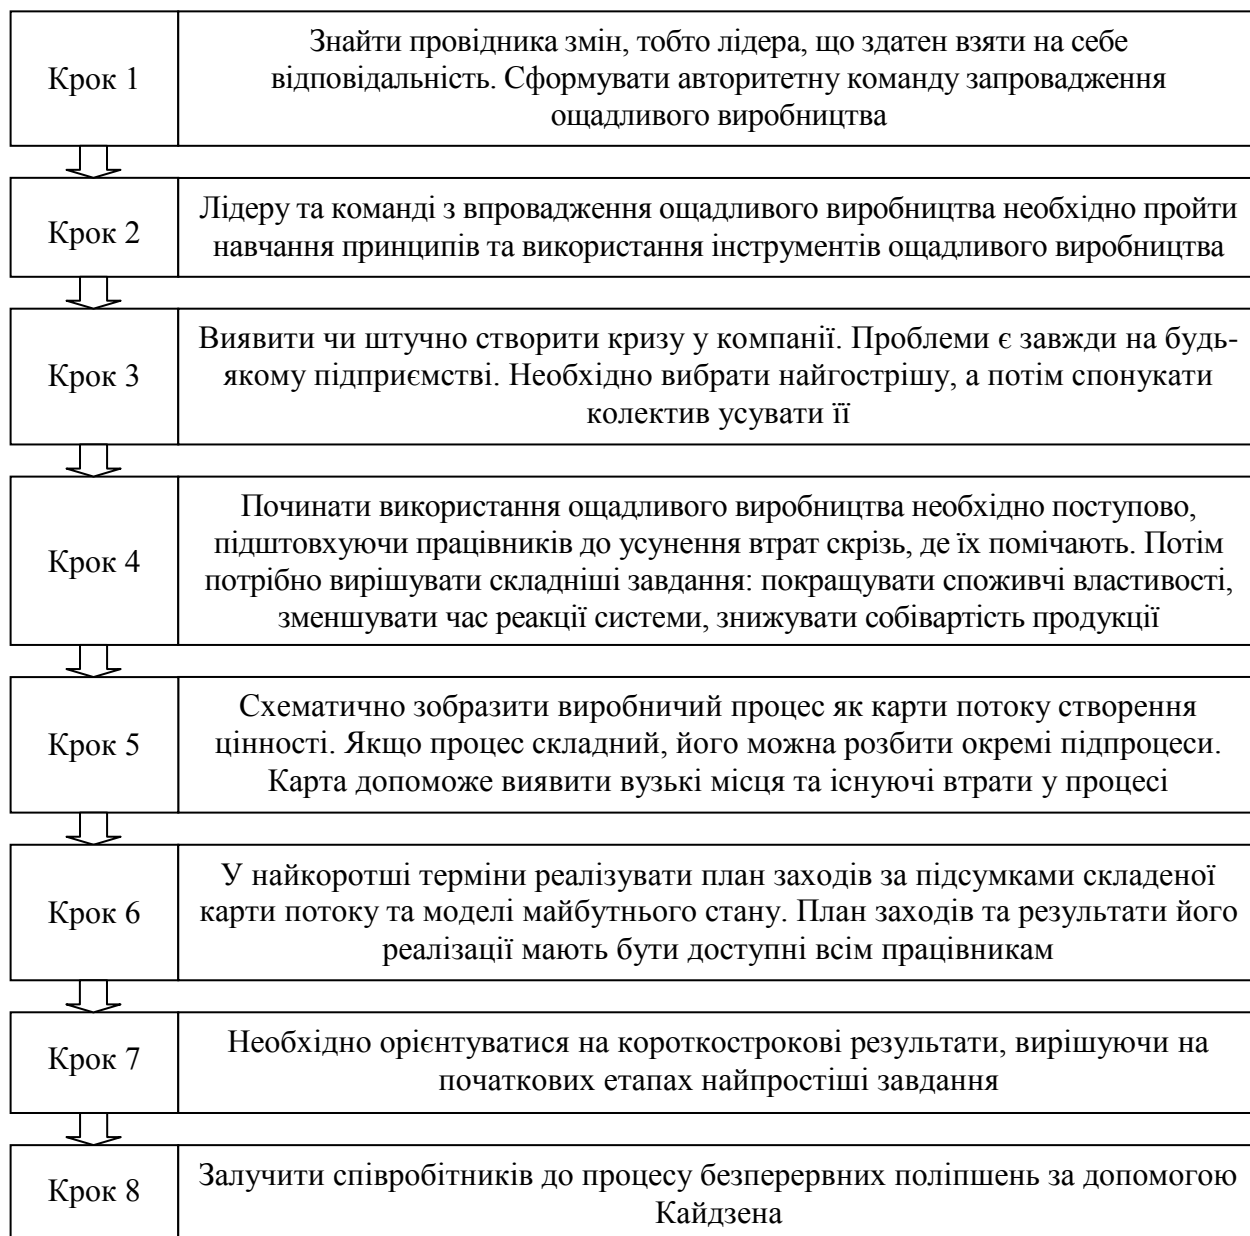 Крок 1
Знайти провідника змін, тобто лідера, що здатен взяти на себе
відповідальність. Сформувати авторитетну команду запровадження
ощадливого виробництва
Крок 2
Лідеру та команді з впровадження ощадливого виробництва необхідно пройти
навчання принципів та використання інструментів ощадливого виробництва
Крок 3
Виявити чи штучно створити кризу у компанії. Проблеми є завжди на будь-
якому підприємстві. Необхідно вибрати найгострішу, а потім спонукати
колектив усувати її
Крок 4
Починати використання ощадливого виробництва необхідно поступово,
підштовхуючи працівників до усунення втрат скрізь, де їх помічають. Потім
потрібно вирішувати складніші завдання: покращувати споживчі властивості,
зменшувати час реакції системи, знижувати собівартість продукції
Крок 5
Схематично зобразити виробничий процес як карти потоку створення
цінності. Якщо процес складний, його можна розбити окремі підпроцеси.
Карта допоможе виявити вузькі місця та існуючі втрати у процесі
Крок 6
У найкоротші терміни реалізувати план заходів за підсумками складеної
карти потоку та моделі майбутнього стану. План заходів та результати його
реалізації мають бути доступні всім працівникам
Крок 7
Необхідно орієнтуватися на короткострокові результати, вирішуючи на
початкових етапах найпростіші завдання
Крок 8
Залучити співробітників до процесу безперервних поліпшень за допомогою
Кайдзена